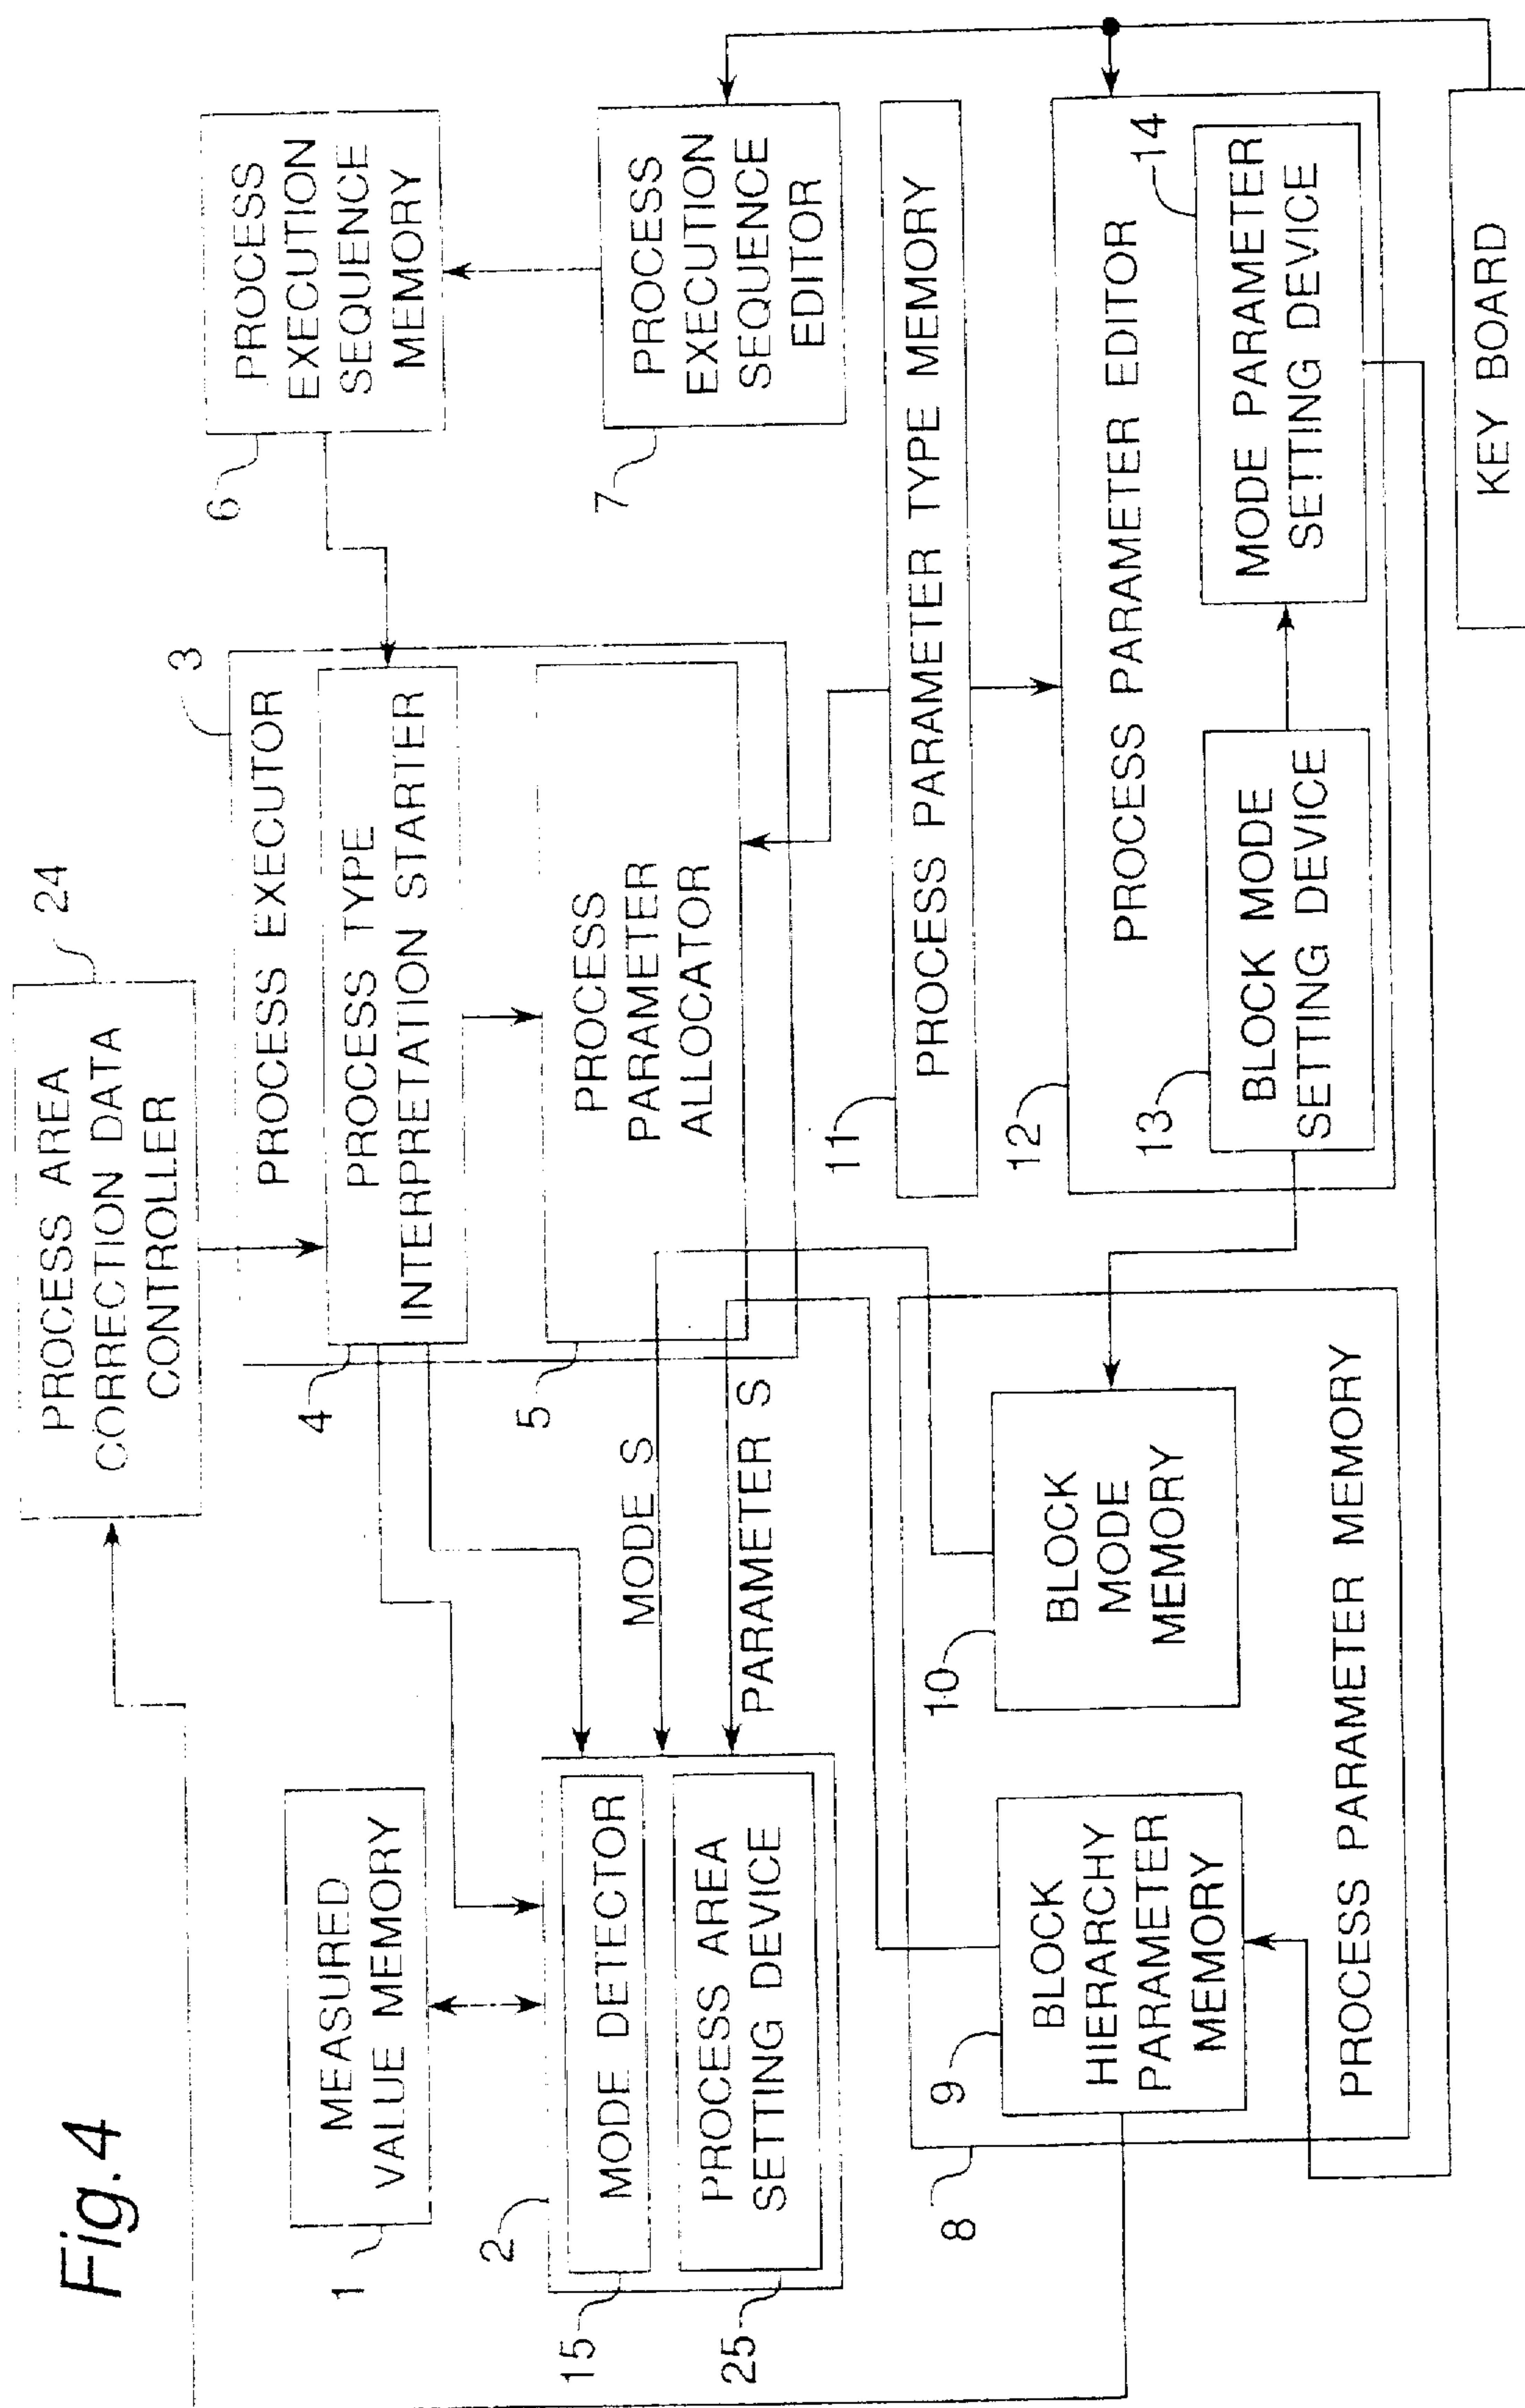 Fig.4
PROCESS AREA
CORRECTION DATA
CONTROLLER
24
MEASURED
VALUE MEMORY
1
2
MODE DETECTOR
15
PROCESS AREA
SETTING DEVICE
25
PROCESS EXECUTOR
3
PROCESS TYPE
INTERPRETATION STARTER
4
PROCESS
PARAMETER
ALLOCATOR
5
MODE S
PARAMETER S
PROCESS
EXECUTION
SEQUENCE
MEMORY
6
PROCESS
EXECUTION
SEQUENCE
EDITOR
7
PROCESS PARAMETER TYPE MEMORY
11
BLOCK
HIERARCHY
PARAMETER
MEMORY
9
BLOCK
MODE
MEMORY
10
PROCESS PARAMETER MEMORY
8
PROCESS PARAMETER EDITOR
12
BLOCK MODE
SETTING DEVICE
13
MODE PARAMETER
SETTING DEVICE
14
KEY BOARD